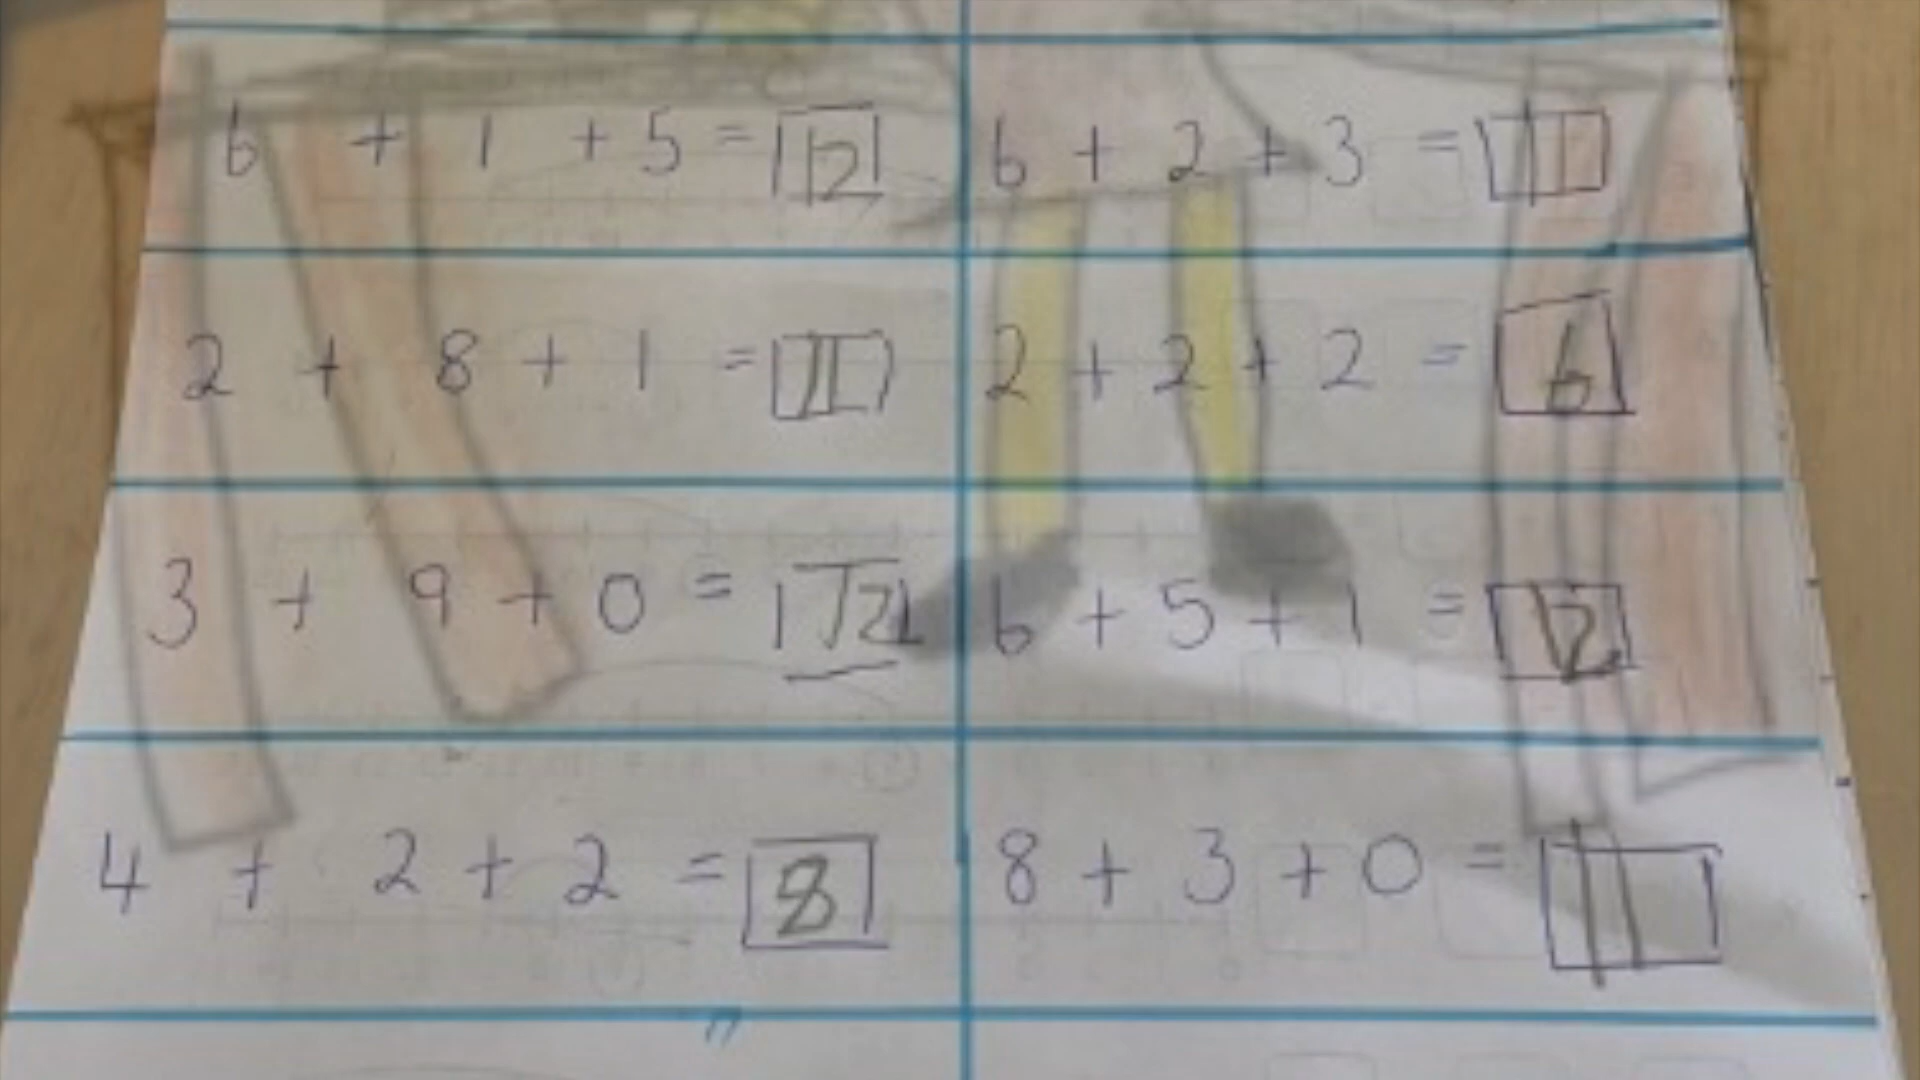 6 + 1 + 5 = 12
6 + 2 + 3 = 11
2 + 8 + 1 = 11
2 + 2 + 2 = 6
3 + 9 + 0 = 12
6 + 5 + 1 = 12
4 + 2 + 2 = 8
8 + 3 + 0 = 11